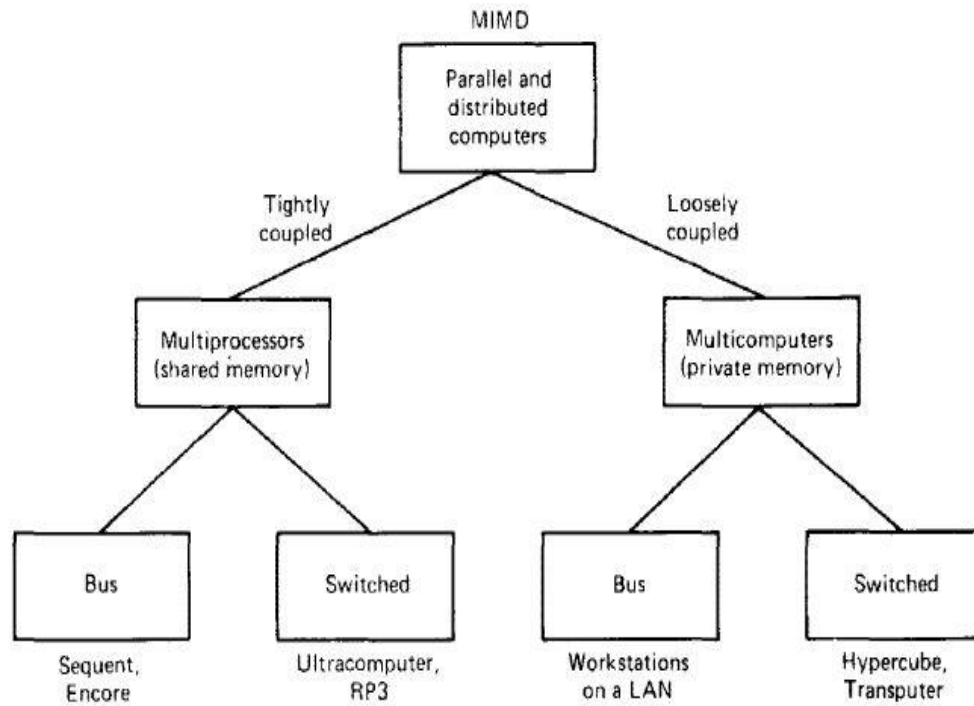 MIMD
Parallel and
distributed
computers
Tightly
coupled
Loosely
coupled
Multiprocessors
(shared memory)
Multicomputers
(private memory)
Bus
Switched
Bus
Switched
Sequent,
Encore
Ultracomputer,
RP3
Workstations
on a LAN
Hypercube,
Transputer